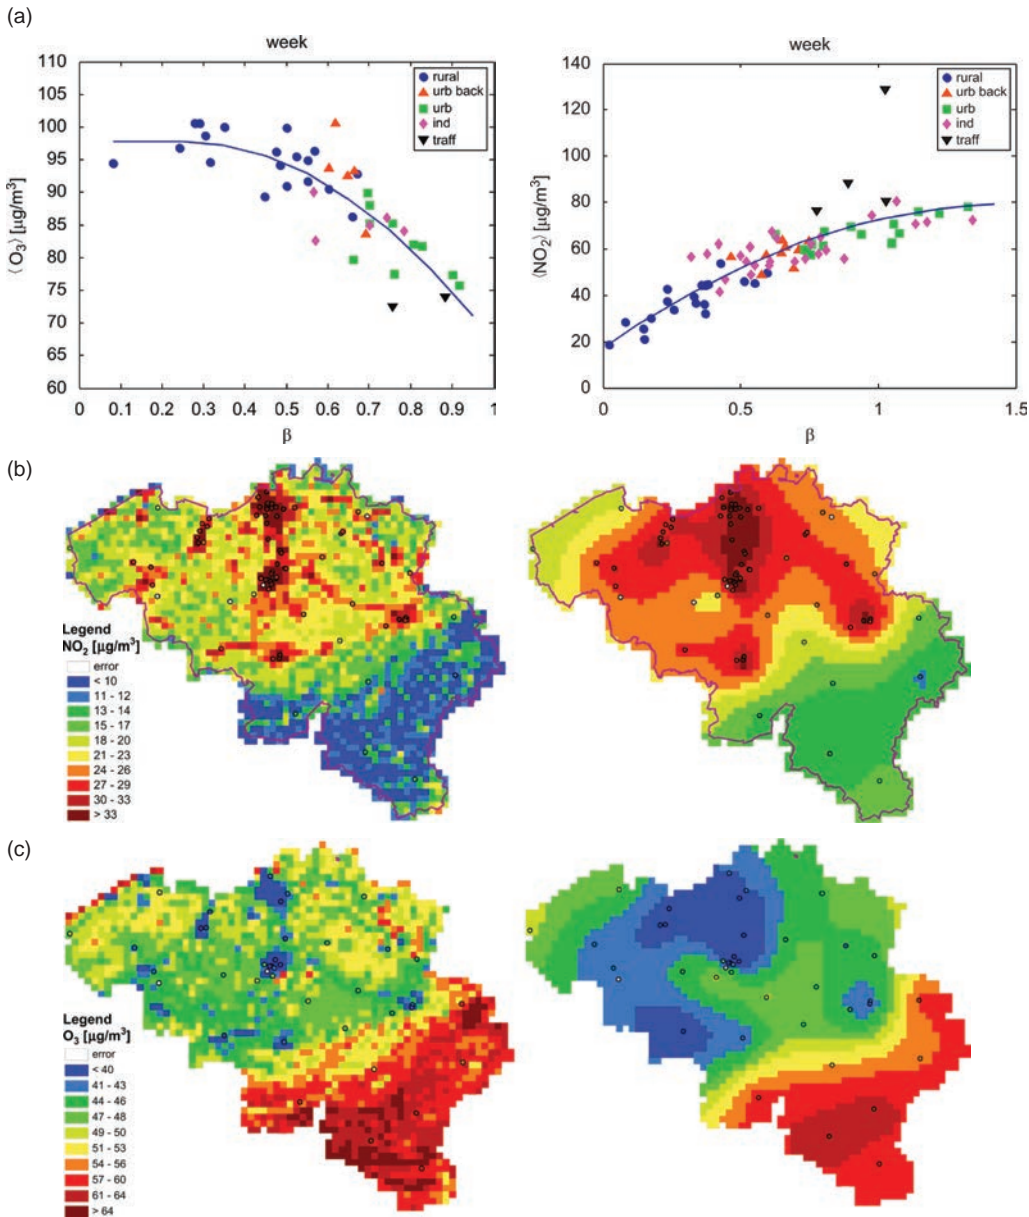 (a)
week
110
105
100
95
90
85
80
75
70
65
60
⟨O3⟩ [µg/m³]
0
0.1
0.2
0.3
0.4
0.5
0.6
0.7
0.8
0.9
1
β
rural
urb back
urb
ind
traff
week
140
120
100
80
60
40
20
0
⟨NO2⟩ [µg/m³]
0
0.5
1
1.5
β
rural
urb back
urb
ind
traff
(b)
Legend
NO2 [µg/m³]
error
< 10
11 - 12
13 - 14
15 - 17
18 - 20
21 - 23
24 - 26
27 - 29
30 - 33
> 33
(c)
Legend
O3 [µg/m³]
error
< 40
41 - 43
44 - 46
47 - 48
49 - 50
51 - 53
54 - 56
57 - 60
61 - 64
> 64